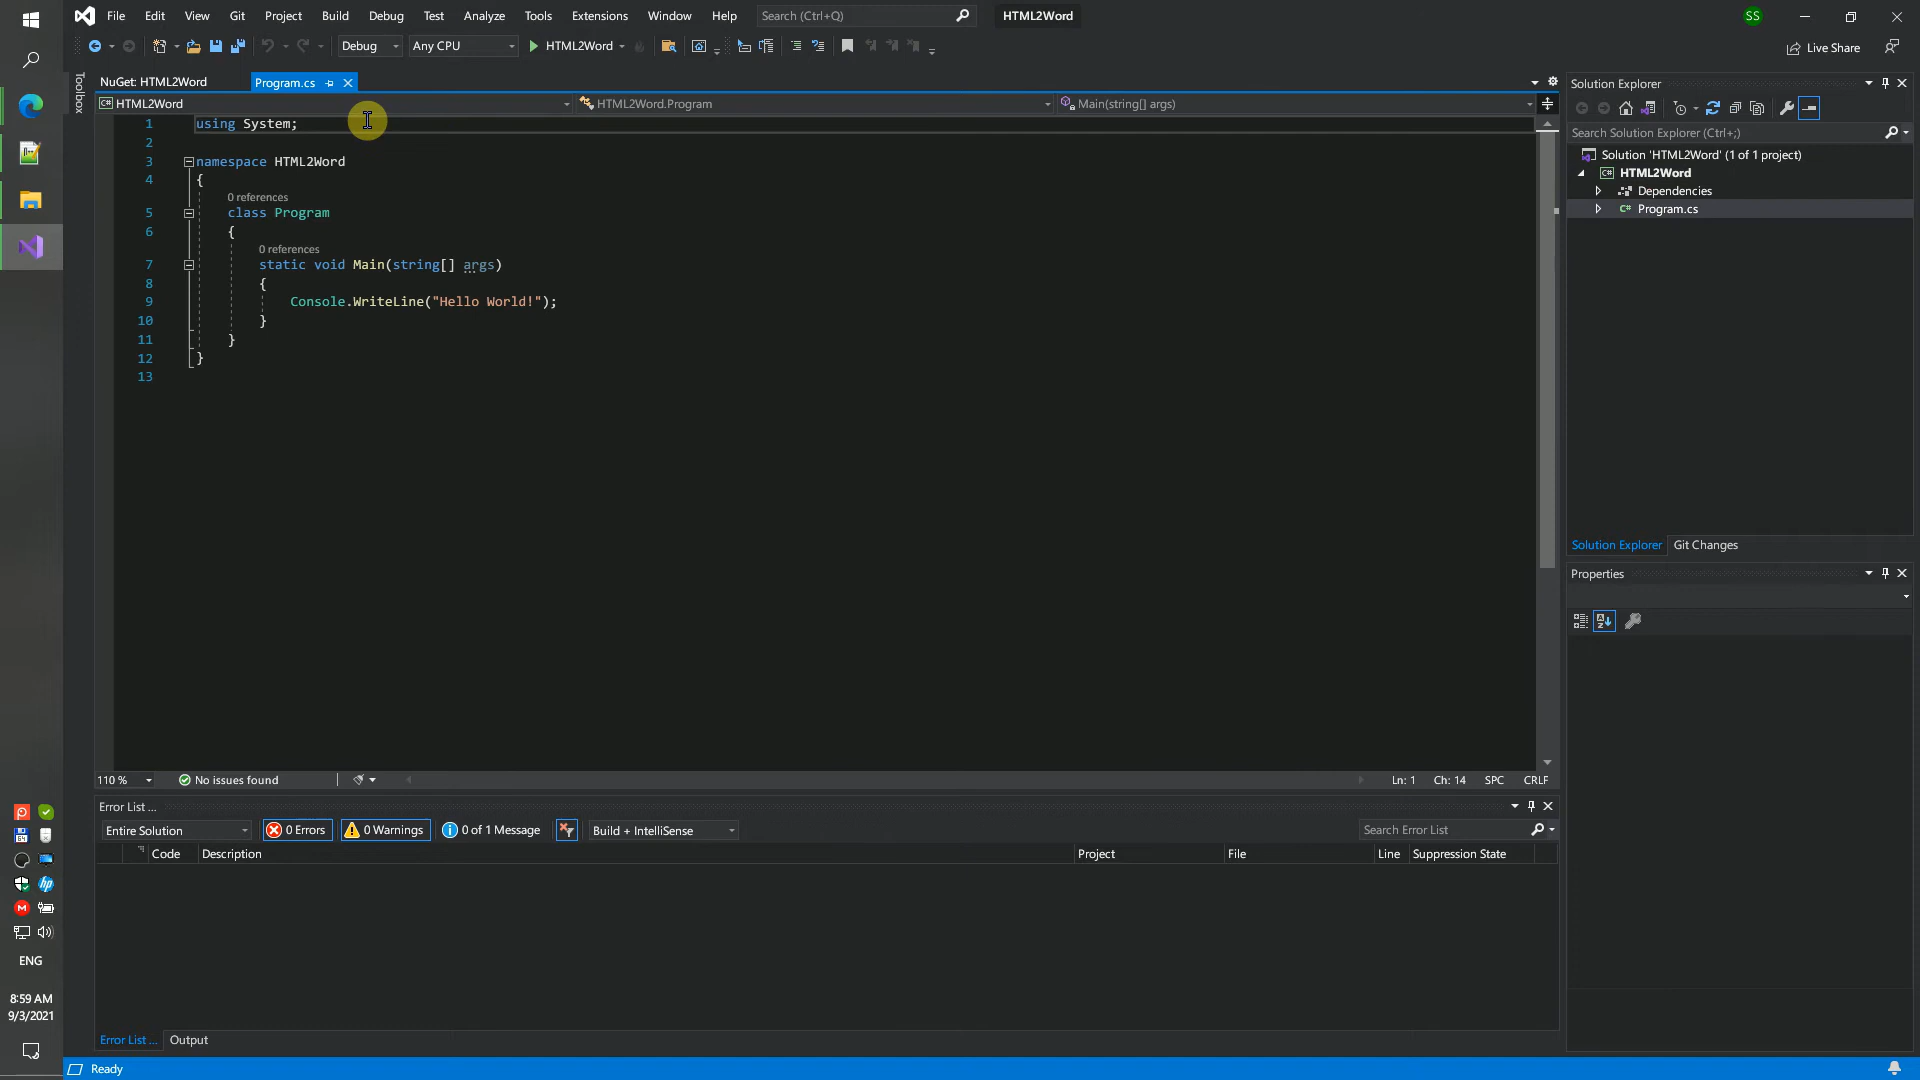 File Edit View Git Project Build Debug Test Analyze Tools Extensions Window Help Search (Ctrl+Q) HTML2Word SS
Debug Any CPU HTML2Word Live Share
Toolbox
NuGet: HTML2Word Program.cs
HTML2Word HTML2Word.Program Main(string[] args)
1 using System;
2
3 namespace HTML2Word
4 {
0 references
5 class Program
6 {
0 references
7 static void Main(string[] args)
8 {
9 Console.WriteLine("Hello World!");
10 }
11 }
12 }
13
110 % No issues found Ln: 1 Ch: 14 SPC CRLF
Error List ...
Entire Solution 0 Errors 0 Warnings 0 of 1 Message Build + IntelliSense Search Error List
Code Description Project File Line Suppression State
Error List ... Output
Solution Explorer
Search Solution Explorer (Ctrl+;)
Solution 'HTML2Word' (1 of 1 project)
C# HTML2Word
Dependencies
C# Program.cs
Solution Explorer Git Changes
Properties
ENG
8:59 AM
9/3/2021
Ready